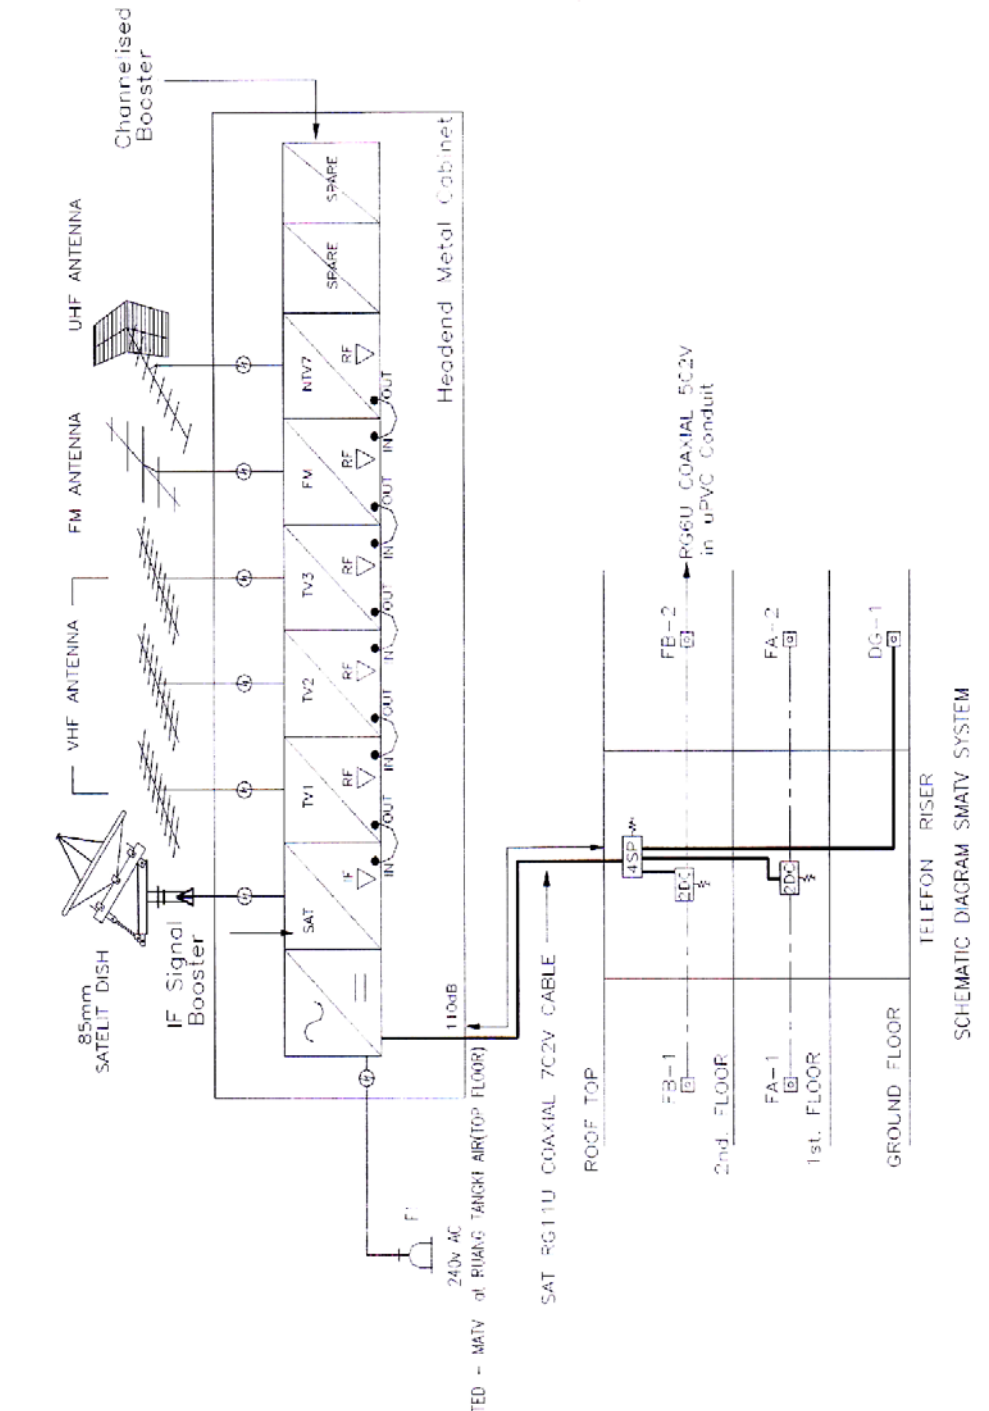 Channelised
Booster
UHF ANTENNA
FM ANTENNA
VHF ANTENNA
85mm
SATELIT DISH
IF Signal
Booster
SAT
IF
TV1
RF
TV2
RF
TV3
RF
FM
RF
NTV7
RF
SPARE
SPARE
IN
OUT
IN
OUT
IN
OUT
IN
OUT
IN
OUT
Headend Metal Cabinet
110dB
240v AC
TED - MATV at RUANG TANGKI AIR(TOP FLOOR)
SAT RG11U COAXIAL 7C2V CABLE
RG6U COAXIAL 5C2V
in uPVC Conduit
ROOF TOP
4SP
FB-1
2DC
FB-2
2nd. FLOOR
FA-1
2DC
FA-2
1st. FLOOR
DG-1
GROUND FLOOR
TELEFON RISER
SCHEMATIC DIAGRAM SMATV SYSTEM